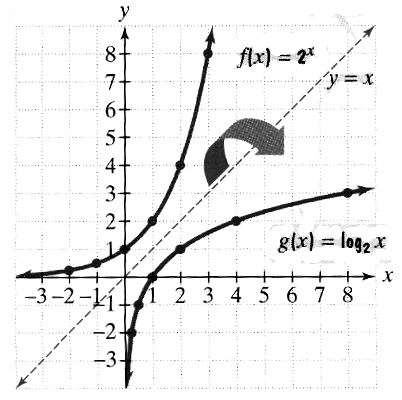 y
8
f(x) = 2ˣ
7
y = x
6
5
4
3
2
1
g(x) = log₂ x
x
-3 -2 -1 1 2 3 4 5 6 7 8
-1
-2
-3